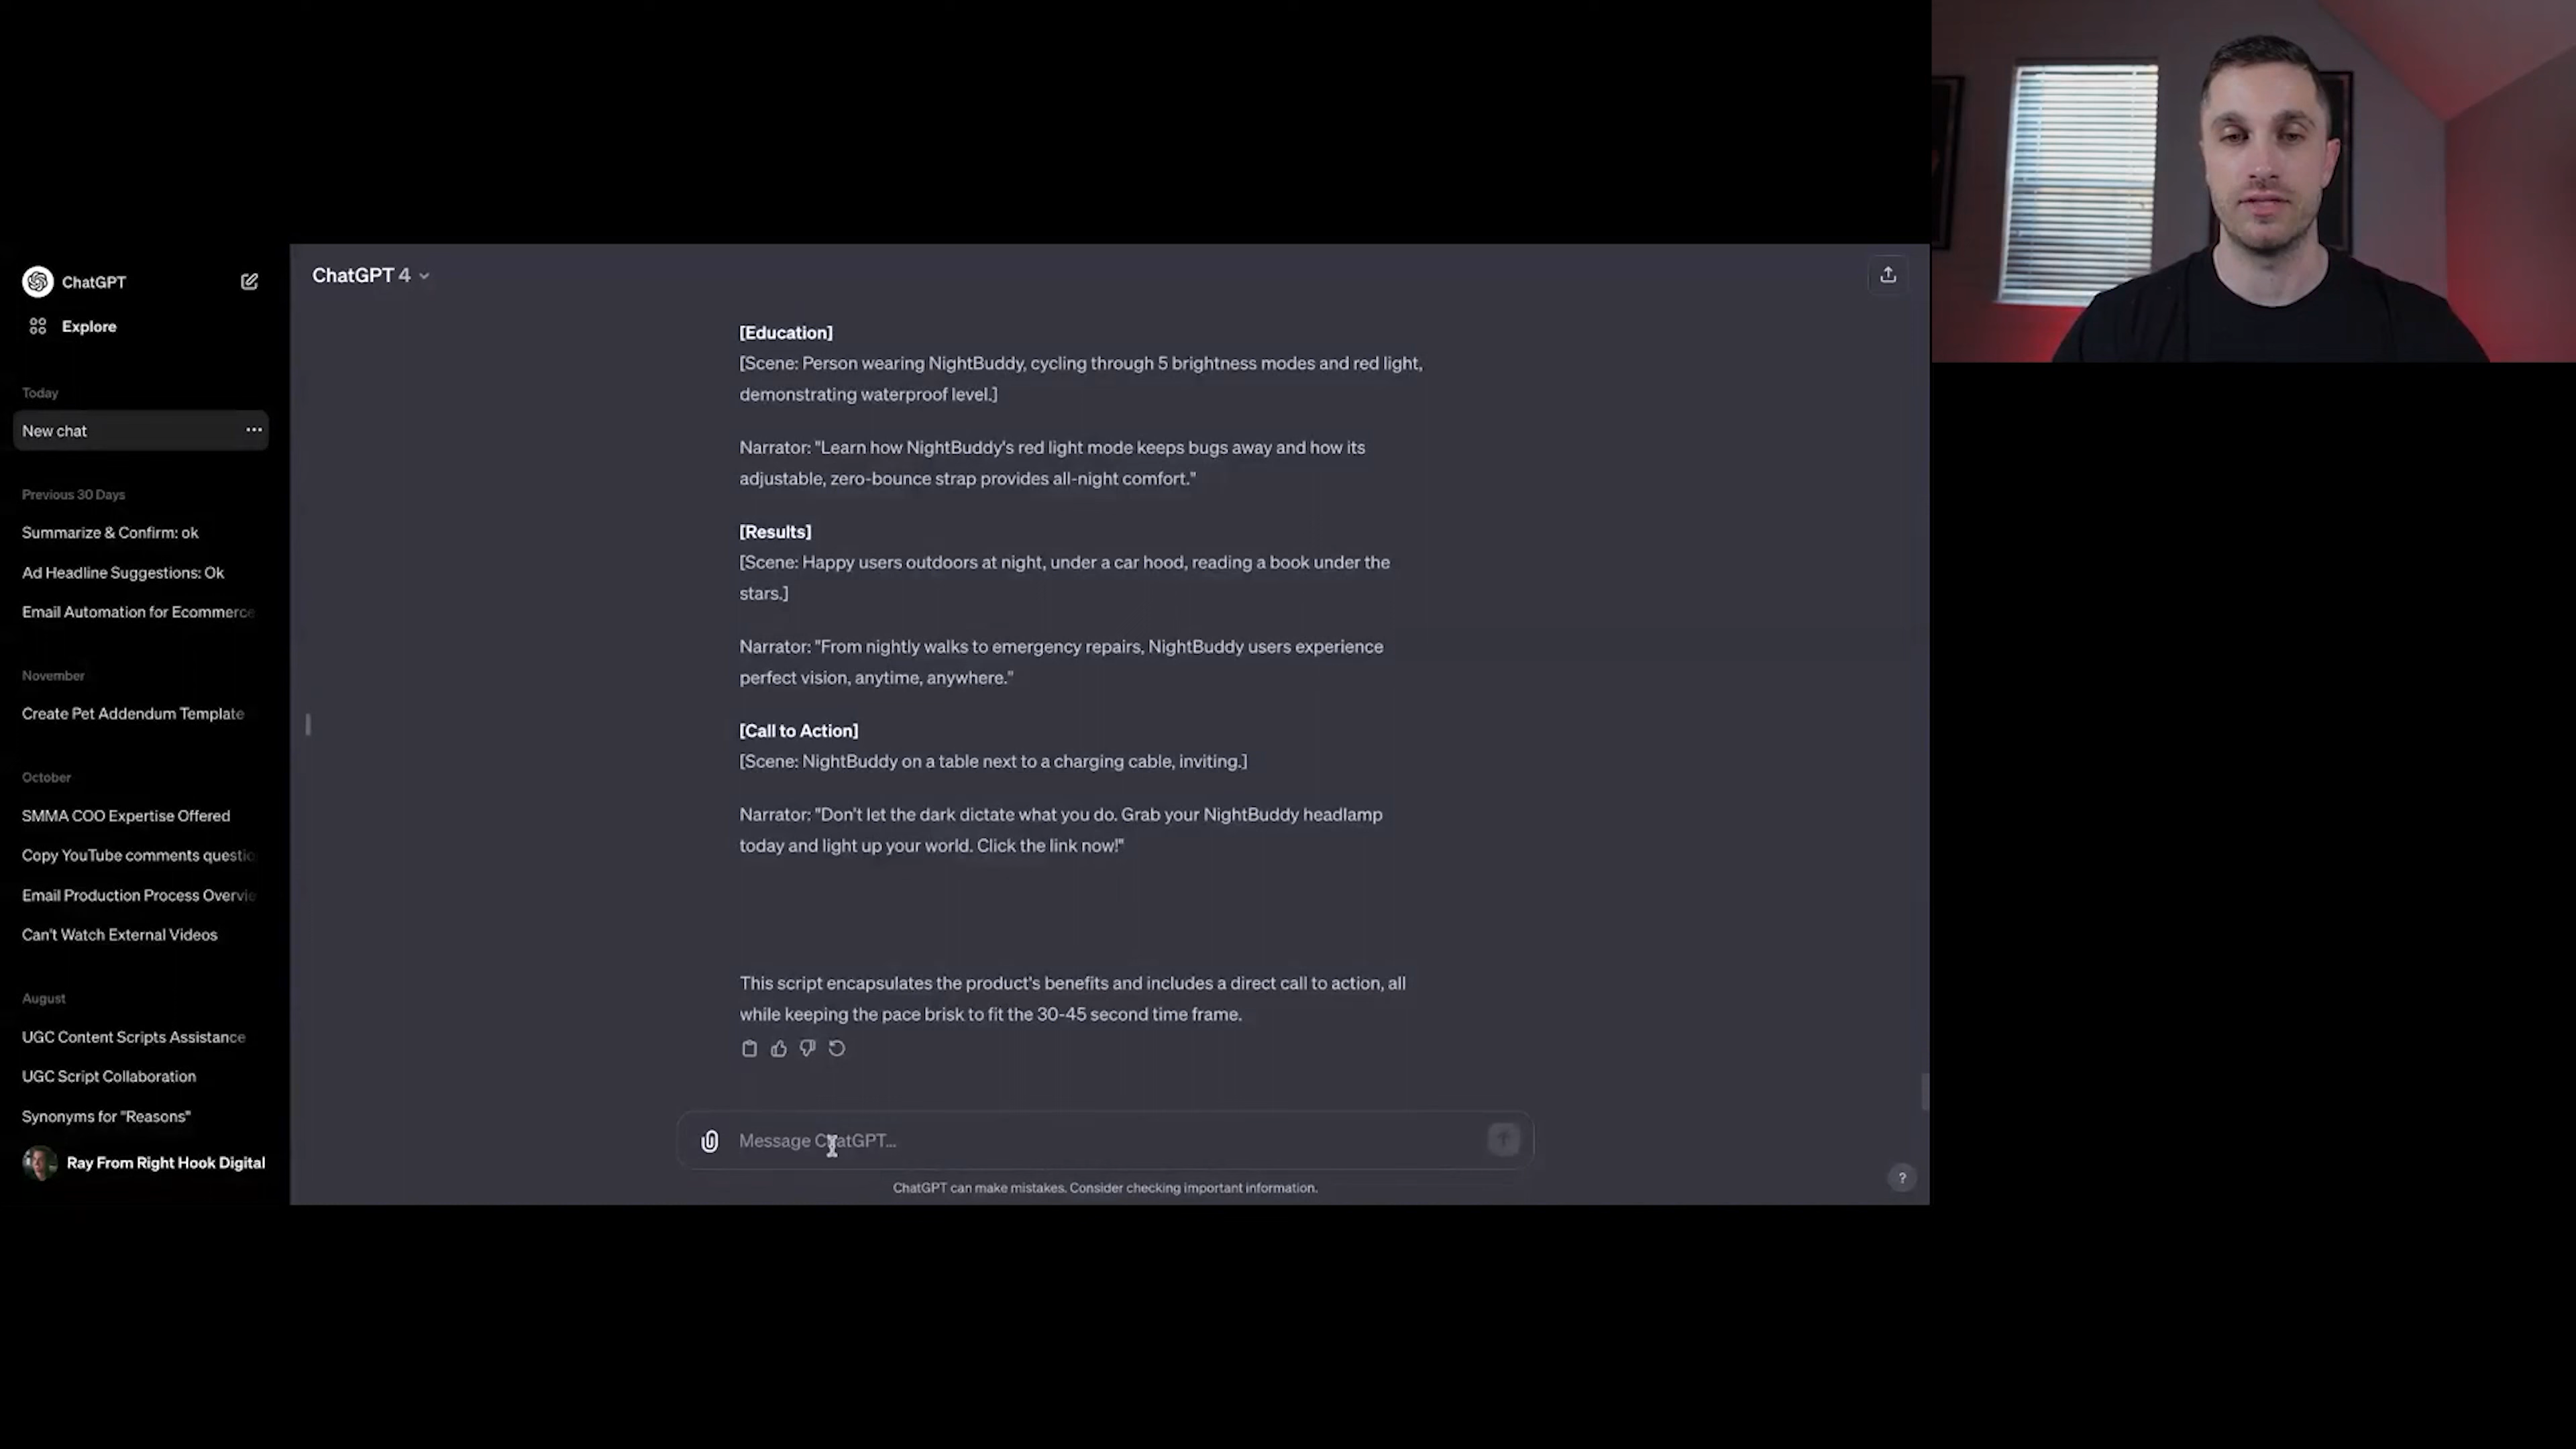 ChatGPT
Explore
Today
New chat
Previous 30 Days
Summarize & Confirm: ok
Ad Headline Suggestions: Ok
Email Automation for Ecommerce
November
Create Pet Addendum Template
October
SMMA COO Expertise Offered
Copy YouTube comments questio
Email Production Process Overvie
Can't Watch External Videos
August
UGC Content Scripts Assistance
UGC Script Collaboration
Synonyms for "Reasons"
Ray From Right Hook Digital
ChatGPT 4
[Education]
[Scene: Person wearing NightBuddy, cycling through 5 brightness modes and red light,
demonstrating waterproof level.]
Narrator: "Learn how NightBuddy's red light mode keeps bugs away and how its
adjustable, zero-bounce strap provides all-night comfort."
[Results]
[Scene: Happy users outdoors at night, under a car hood, reading a book under the
stars.]
Narrator: "From nightly walks to emergency repairs, NightBuddy users experience
perfect vision, anytime, anywhere."
[Call to Action]
[Scene: NightBuddy on a table next to a charging cable, inviting.]
Narrator: "Don't let the dark dictate what you do. Grab your NightBuddy headlamp
today and light up your world. Click the link now!"
This script encapsulates the product's benefits and includes a direct call to action, all
while keeping the pace brisk to fit the 30-45 second time frame.
Message ChatGPT...
ChatGPT can make mistakes. Consider checking important information.
?